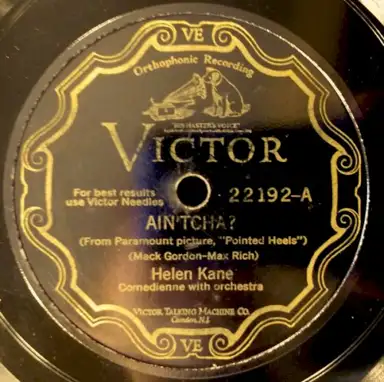 VE
Orthophonic Recording
"HIS MASTER'S VOICE"
VICTOR
For best results
use Victor Needles
22192-A
AIN'TCHA?
(From Paramount picture, "Pointed Heels")
(Mack Gordon-Max Rich)
Helen Kane
Comedienne with orchestra
VICTOR TALKING MACHINE CO.
Camden, N.J.
VE